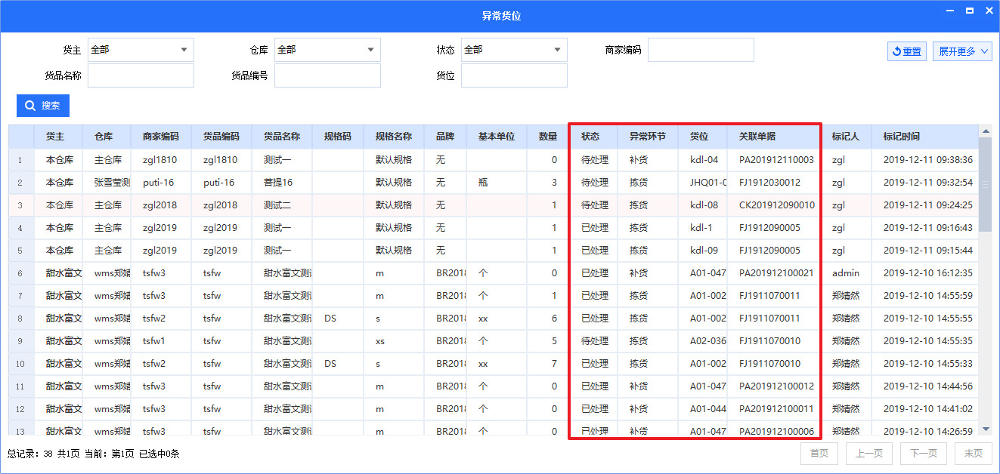 异常货位
货主 全部 仓库 全部 状态 全部 商家编码 重置 展开更多
货品名称 货品编号 货位
搜索
货主 仓库 商家编码 货品编码 货品名称 规格码 规格名称 品牌 基本单位 数量 状态 异常环节 货位 关联单据 标记人 标记时间
1 本仓库 主仓库 zgl1810 zgl1810 测试一 默认规格 无 0 待处理 补货 kdl-04 PA201912110003 zgl 2019-12-11 09:38:36
2 本仓库 张雪莹测 puti-16 puti-16 菩提16 默认规格 无 瓶 3 待处理 拣货 JHQ01-0 FJ1912030012 zgl 2019-12-11 09:32:54
3 本仓库 主仓库 zgl2018 zgl2018 测试二 默认规格 无 1 待处理 拣货 kdl-08 CK201912090010 zgl 2019-12-11 09:24:25
4 本仓库 主仓库 zgl2019 zgl2019 测试一 默认规格 无 1 已处理 拣货 kdl-1 FJ1912090005 zgl 2019-12-11 09:16:43
5 本仓库 主仓库 zgl2019 zgl2019 测试一 默认规格 无 1 已处理 拣货 kdl-09 FJ1912090005 zgl 2019-12-11 09:15:44
6 甜水富文 wms郑婧 tsfw3 tsfw 甜水富文测试 m BR2018 个 0 已处理 补货 A01-047 PA201912100021 admin 2019-12-10 16:12:35
7 甜水富文 wms郑婧 tsfw3 tsfw 甜水富文测试 m BR2018 个 1 已处理 拣货 A01-002 FJ1911070011 郑婧然 2019-12-10 14:55:59
8 甜水富文 wms郑婧 tsfw2 tsfw 甜水富文测试 DS s BR2018 xx 6 已处理 拣货 A01-002 FJ1911070011 郑婧然 2019-12-10 14:55:55
9 甜水富文 wms郑婧 tsfw1 tsfw 甜水富文测试 xs BR2018 个 5 待处理 拣货 A02-036 FJ1911070010 郑婧然 2019-12-10 14:55:35
10 甜水富文 wms郑婧 tsfw2 tsfw 甜水富文测试 DS s BR2018 xx 7 已处理 拣货 A01-002 FJ1911070010 郑婧然 2019-12-10 14:55:33
11 甜水富文 wms郑婧 tsfw3 tsfw 甜水富文测试 m BR2018 个 0 已处理 补货 A01-047 PA201912100012 郑婧然 2019-12-10 14:44:56
12 甜水富文 wms郑婧 tsfw3 tsfw 甜水富文测试 m BR2018 个 0 已处理 补货 A01-044 PA201912100011 郑婧然 2019-12-10 14:41:02
13 甜水富文 wms郑婧 tsfw3 tsfw 甜水富文测试 m BR2018 个 0 已处理 补货 A01-047 PA201912100006 郑婧然 2019-12-10 14:26:59
总记录：38 共1页 当前：第1页 已选中0条 首页 上一页 下一页 末页